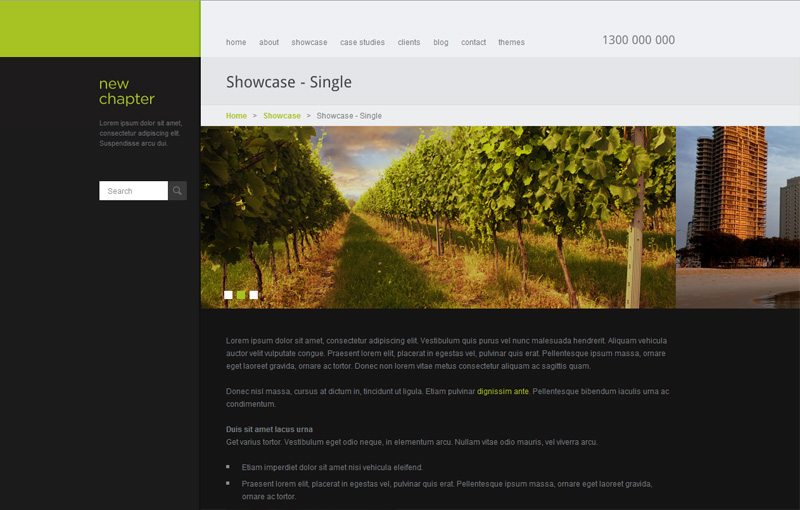 home about showcase case studies clients blog contact themes
1300 000 000
Showcase - Single
Home > Showcase > Showcase - Single
new
chapter
Lorem ipsum dolor sit amet,
consectetur adipiscing elit.
Suspendisse arcu dui.
Search
Lorem ipsum dolor sit amet, consectetur adipiscing elit. Vestibulum quis purus vel nunc malesuada hendrerit. Aliquam vehicula
auctor velit vulputate congue. Praesent lorem elit, placerat in egestas vel, pulvinar quis erat. Pellentesque ipsum massa, ornare
eget laoreet gravida, ornare ac tortor. Donec non lorem vitae metus consectetur aliquam ac sagittis quam.
Donec nisl massa, cursus at dictum in, tincidunt ut ligula. Etiam pulvinar dignissim ante. Pellentesque bibendum iaculis urna ac
condimentum.
Duis sit amet lacus urna
Get varius tortor. Vestibulum eget odio neque, in elementum arcu. Nullam vitae odio mauris, vel viverra arcu.
Etiam imperdiet dolor sit amet nisi vehicula eleifend.
Praesent lorem elit, placerat in egestas vel, pulvinar quis erat. Pellentesque ipsum massa, ornare eget laoreet gravida,
ornare ac tortor.